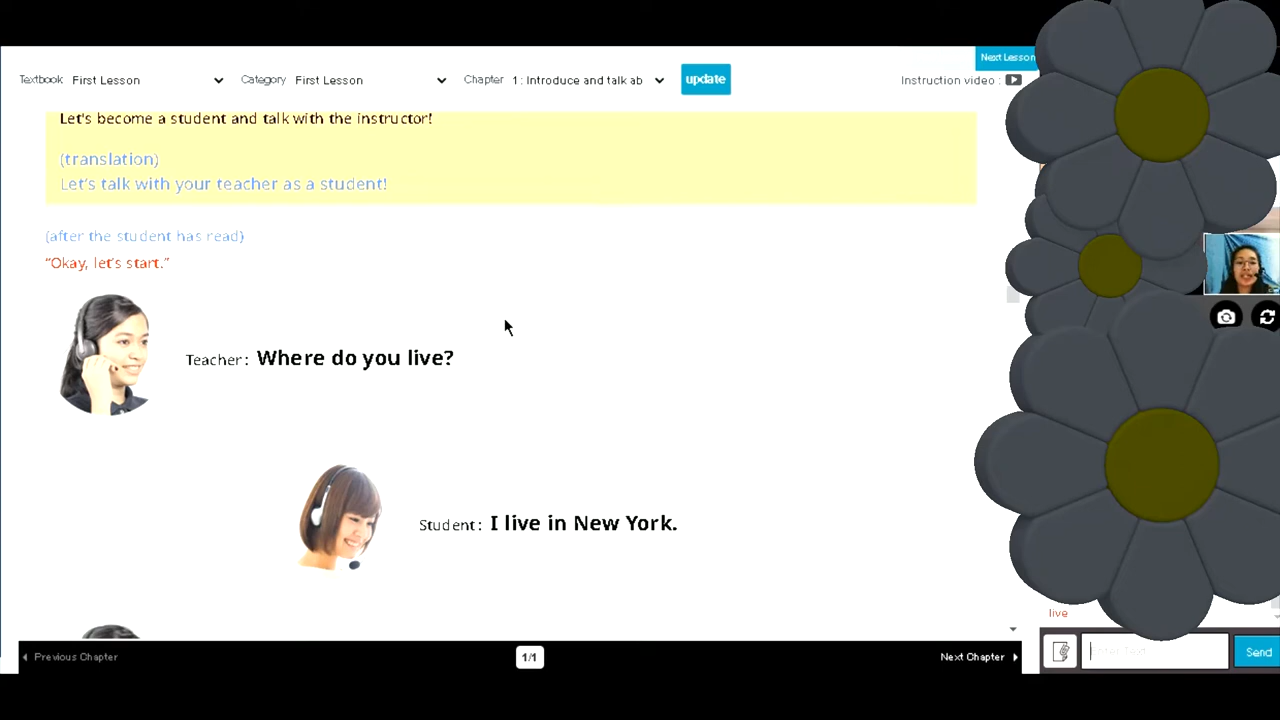 Next Lesson
Textbook First Lesson Category First Lesson Chapter 1: Introduce and talk ab update Instruction video :
Let's become a student and talk with the instructor!
(translation)
Let's talk with your teacher as a student!
(after the student has read)
“Okay, let's start.”
Teacher: Where do you live?
Student: I live in New York.
live
Previous Chapter 1/1 Next Chapter
Enter Text Send